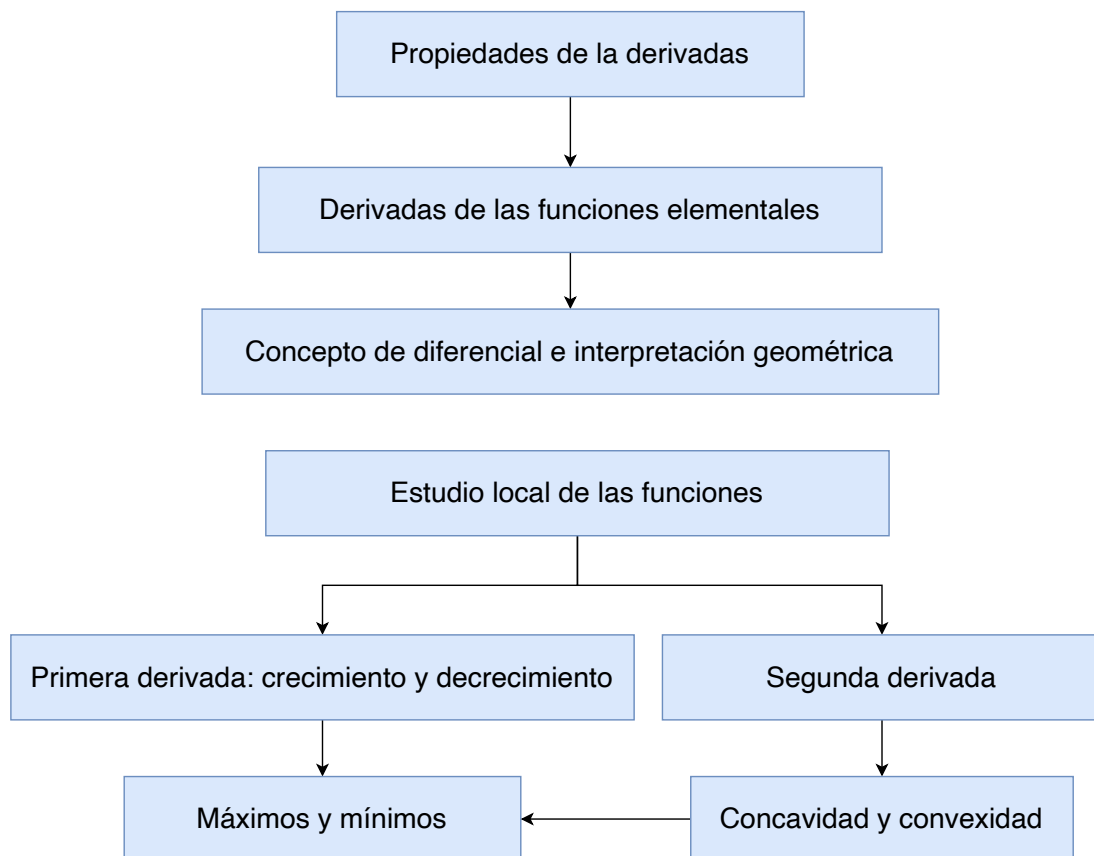 Propiedades de la derivadas
Derivadas de las funciones elementales
Concepto de diferencial e interpretación geométrica
Estudio local de las funciones
Primera derivada: crecimiento y decrecimiento
Segunda derivada
Máximos y mínimos
Concavidad y convexidad